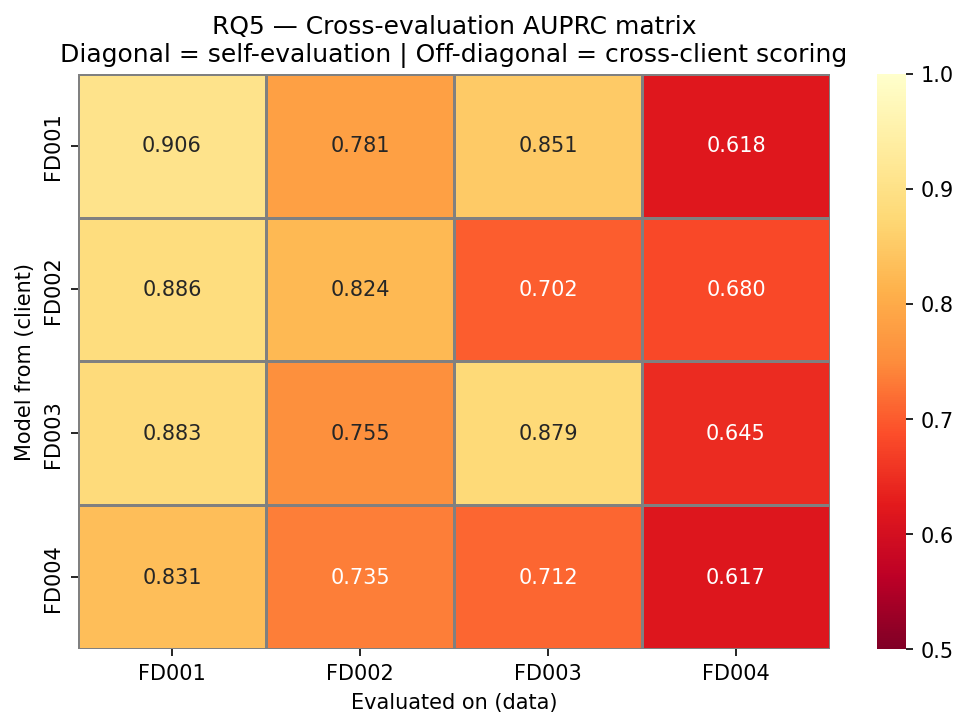 RQ5 — Cross-evaluation AUPRC matrix
Diagonal = self-evaluation | Off-diagonal = cross-client scoring
Model from (client)
FD001
0.906 0.781 0.851 0.618
FD002
0.886 0.824 0.702 0.680
FD003
0.883 0.755 0.879 0.645
FD004
0.831 0.735 0.712 0.617
FD001 FD002 FD003 FD004
Evaluated on (data)
1.0
0.9
0.8
0.7
0.6
0.5